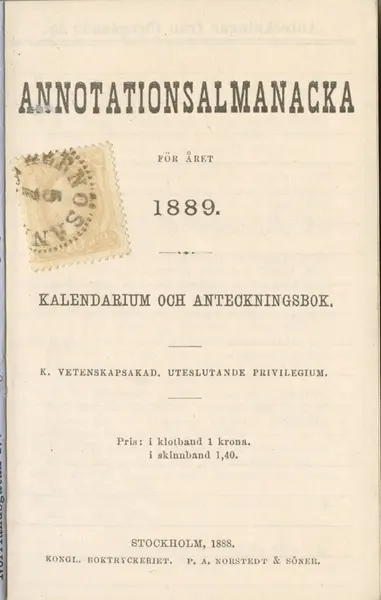 ANNOTATIONSALMANACKA
FÖR ÅRET
1889.
KALENDARIUM OCH ANTECKNINGSBOK.
K. VETENSKAPSAKAD. UTESLUTANDE PRIVILEGIUM.
Pris: i klotband 1 krona.
i skinnband 1,40.
STOCKHOLM, 1888.
KONGL. BOKTRYCKERIET. P. A. NORSTEDT & SÖNER.